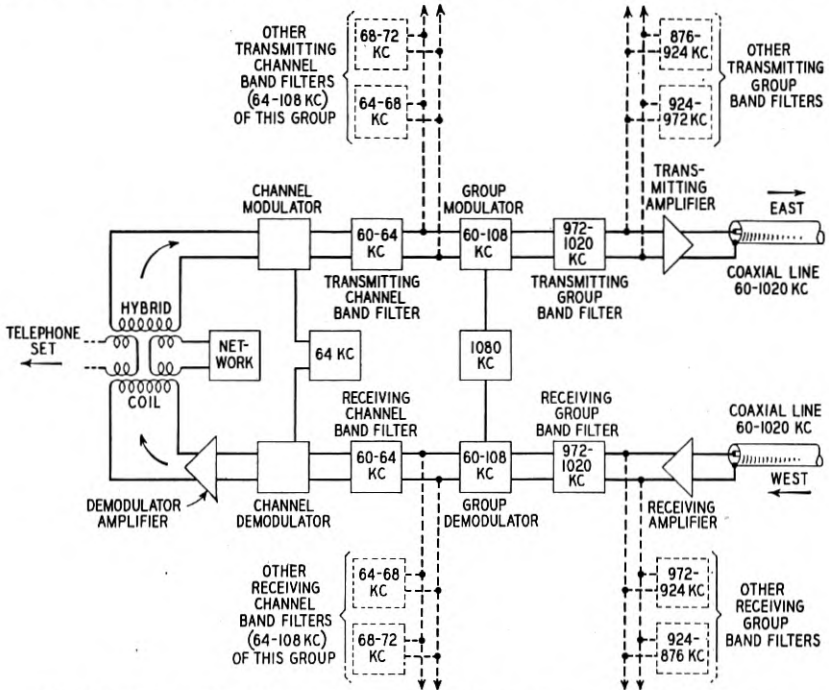 OTHER
TRANSMITTING
CHANNEL
BAND FILTERS
(64-108 KC)
OF THIS GROUP
68-72
KC
64-68
KC
876-
924 KC
924-
972 KC
OTHER
TRANSMITTING
GROUP
BAND FILTERS
CHANNEL
MODULATOR
GROUP
MODULATOR
TRANS-
MITTING
AMPLIFIER
EAST
60-64
KC
60-108
KC
972-
1020
KC
TRANSMITTING
CHANNEL
BAND FILTER
TRANSMITTING
GROUP
BAND FILTER
COAXIAL LINE
60-1020 KC
HYBRID
COIL
TELEPHONE
SET
NET-
WORK
64 KC
1080
KC
RECEIVING
CHANNEL
BAND FILTER
RECEIVING
GROUP
BAND FILTER
COAXIAL LINE
60-1020 KC
60-64
KC
60-108
KC
972-
1020
KC
WEST
DEMODULATOR
AMPLIFIER
CHANNEL
DEMODULATOR
GROUP
DEMODULATOR
RECEIVING
AMPLIFIER
OTHER
RECEIVING
CHANNEL
BAND FILTERS
(64-108 KC)
OF THIS GROUP
64-68
KC
68-72
KC
972-
924 KC
924-
876 KC
OTHER
RECEIVING
GROUP
BAND FILTERS